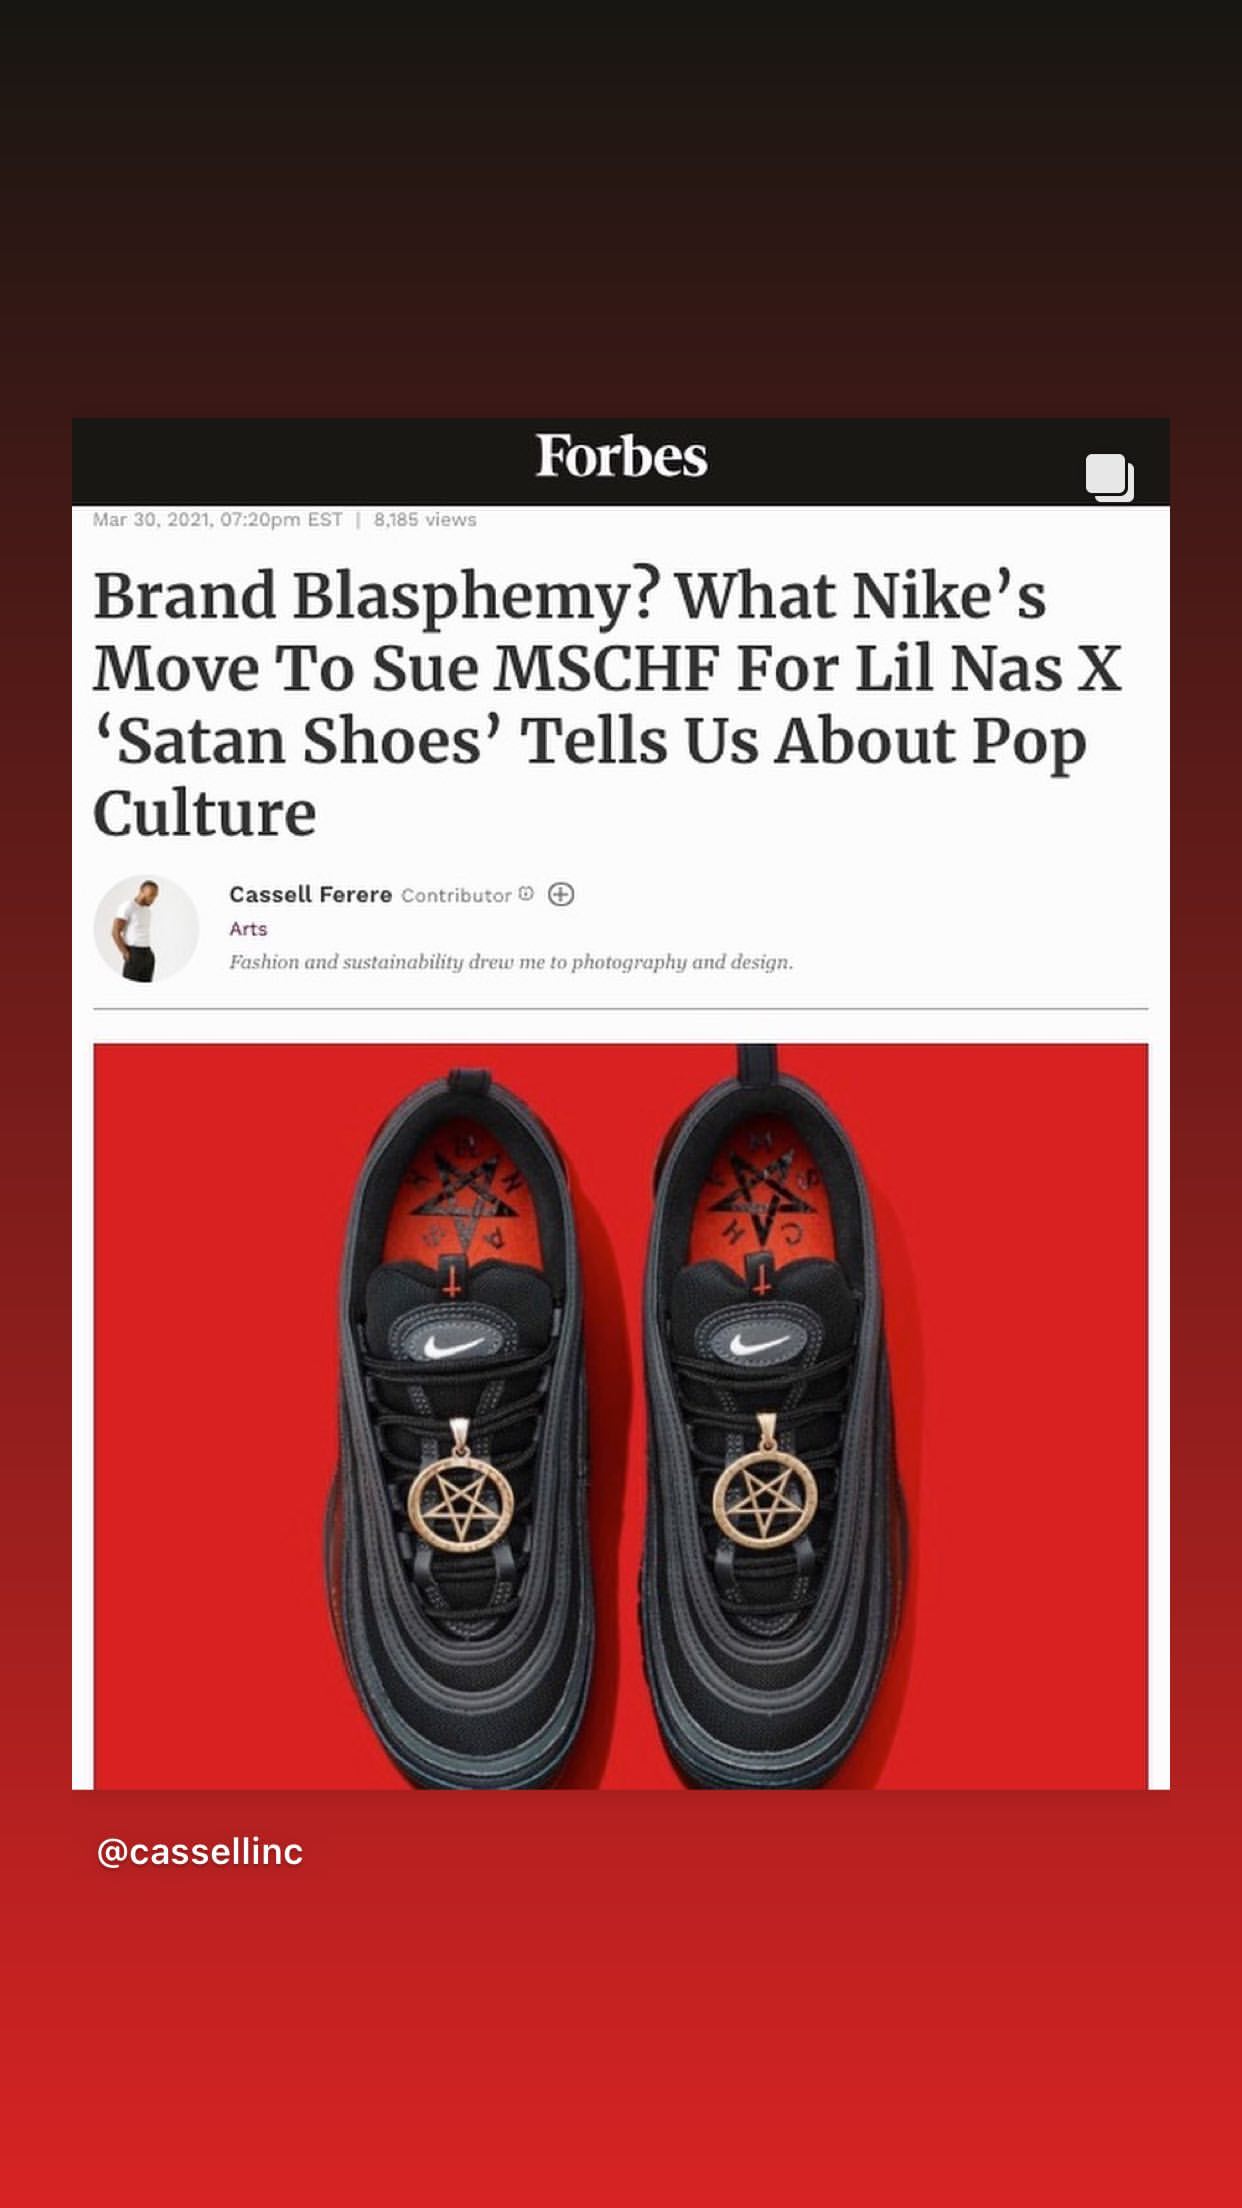 Forbes
Mar 30, 2021, 07:20pm EST | 8,185 views
Brand Blasphemy? What Nike’s
Move To Sue MSCHF For Lil Nas X
‘Satan Shoes’ Tells Us About Pop
Culture
Cassell Ferere Contributor
Arts
Fashion and sustainability drew me to photography and design.
@cassellinc